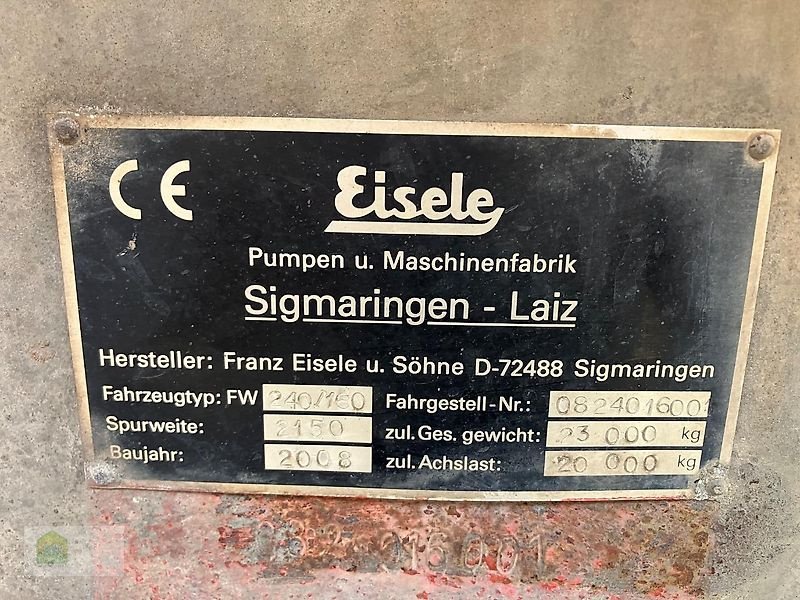 CE
Eisele
Pumpen u. Maschinenfabrik
Sigmaringen - Laiz
Hersteller: Franz Eisele u. Söhne D-72488 Sigmaringen
Fahrzeugtyp: FW 240/160 Fahrgestell-Nr.: 0824016001
Spurweite: 2150 zul. Ges. gewicht: 23 000 kg
Baujahr: 2008 zul. Achslast: 20 000 kg
016001